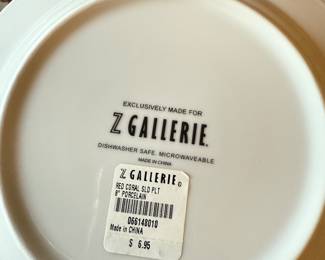 EXCLUSIVELY MADE FOR
Z GALLERIE.
DISHWASHER SAFE. MICROWAVEABLE
MADE IN CHINA
Z GALLERIE©
RED CORAL SLD PLT
8" PORCELAIN
066148010
Made in CHINA
$ 6.95